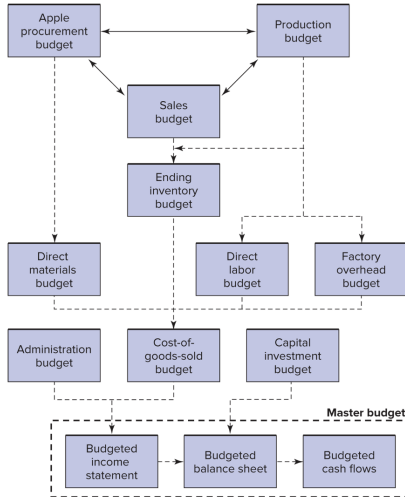 Apple
procurement
budget
Production
budget
Sales
budget
Ending
inventory
budget
Direct
materials
budget
Direct
labor
budget
Factory
overhead
budget
Administration
budget
Cost-of-
goods-sold
budget
Capital
investment
budget
Master budget
Budgeted
income
statement
Budgeted
balance sheet
Budgeted
cash flows